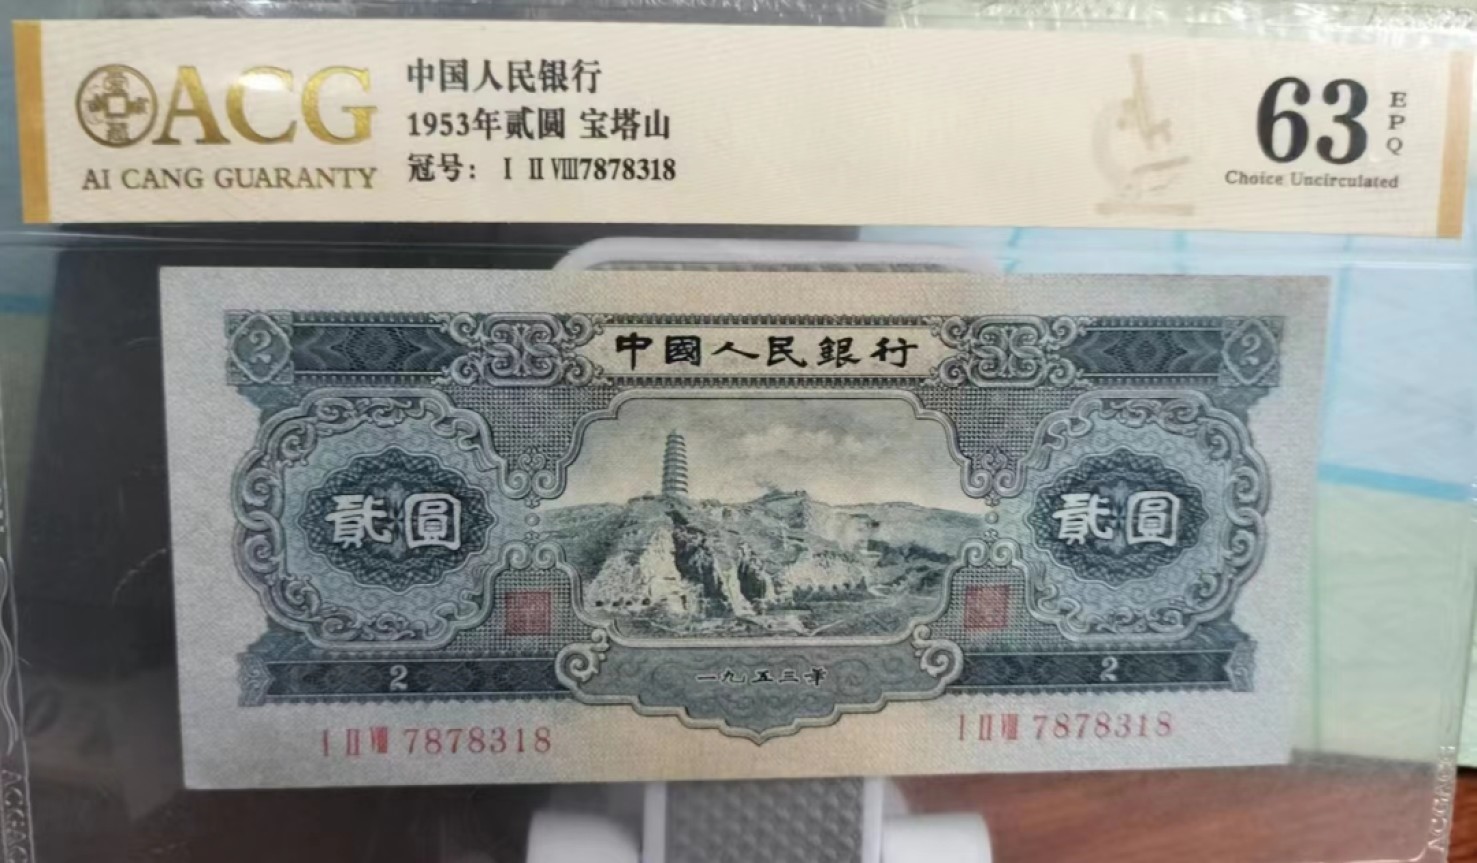 ACG
AI CANG GUARANTY
中国人民银行
1953年贰圆 宝塔山
冠号： Ⅰ Ⅱ Ⅷ7878318
63
EPQ
Choice Uncirculated
2
中國人民銀行
2
貳圓
貳圓
2
一九五三年
2
Ⅰ Ⅱ Ⅷ 7878318
Ⅰ Ⅱ Ⅷ 7878318